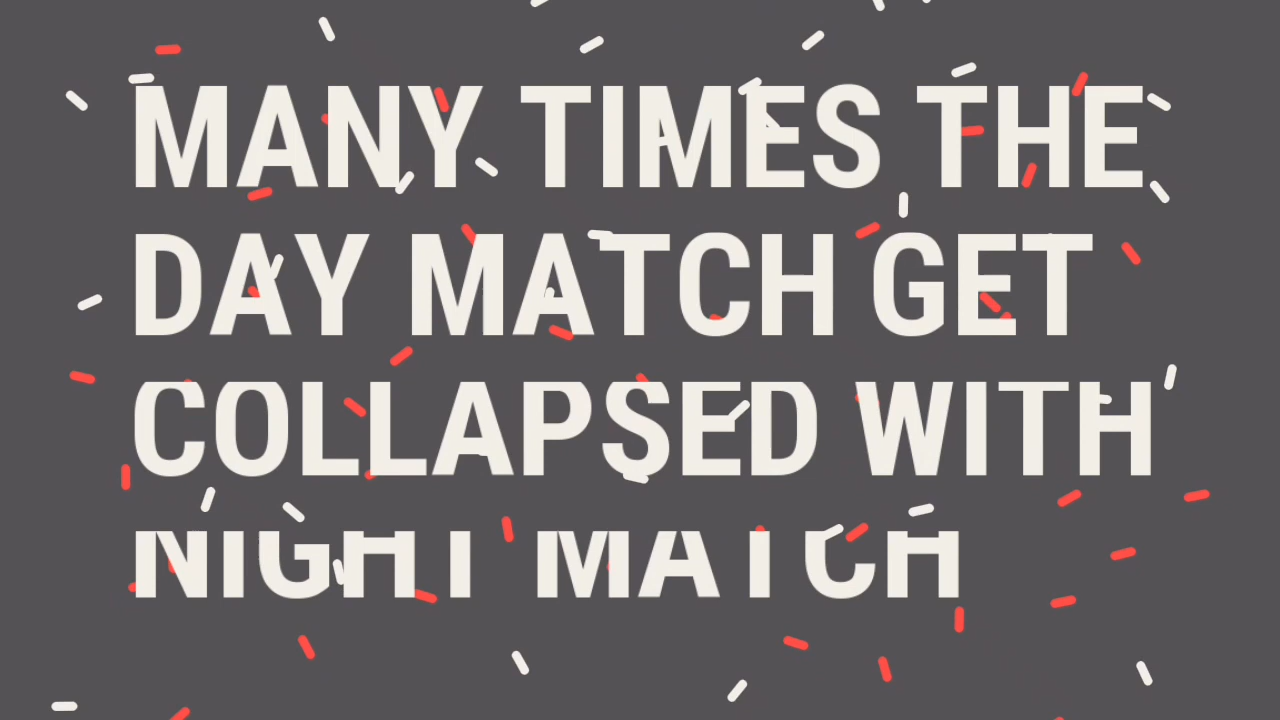 MANY TIMES THE
DAY MATCH GET
COLLAPSED WITH
NIGHT MATCH